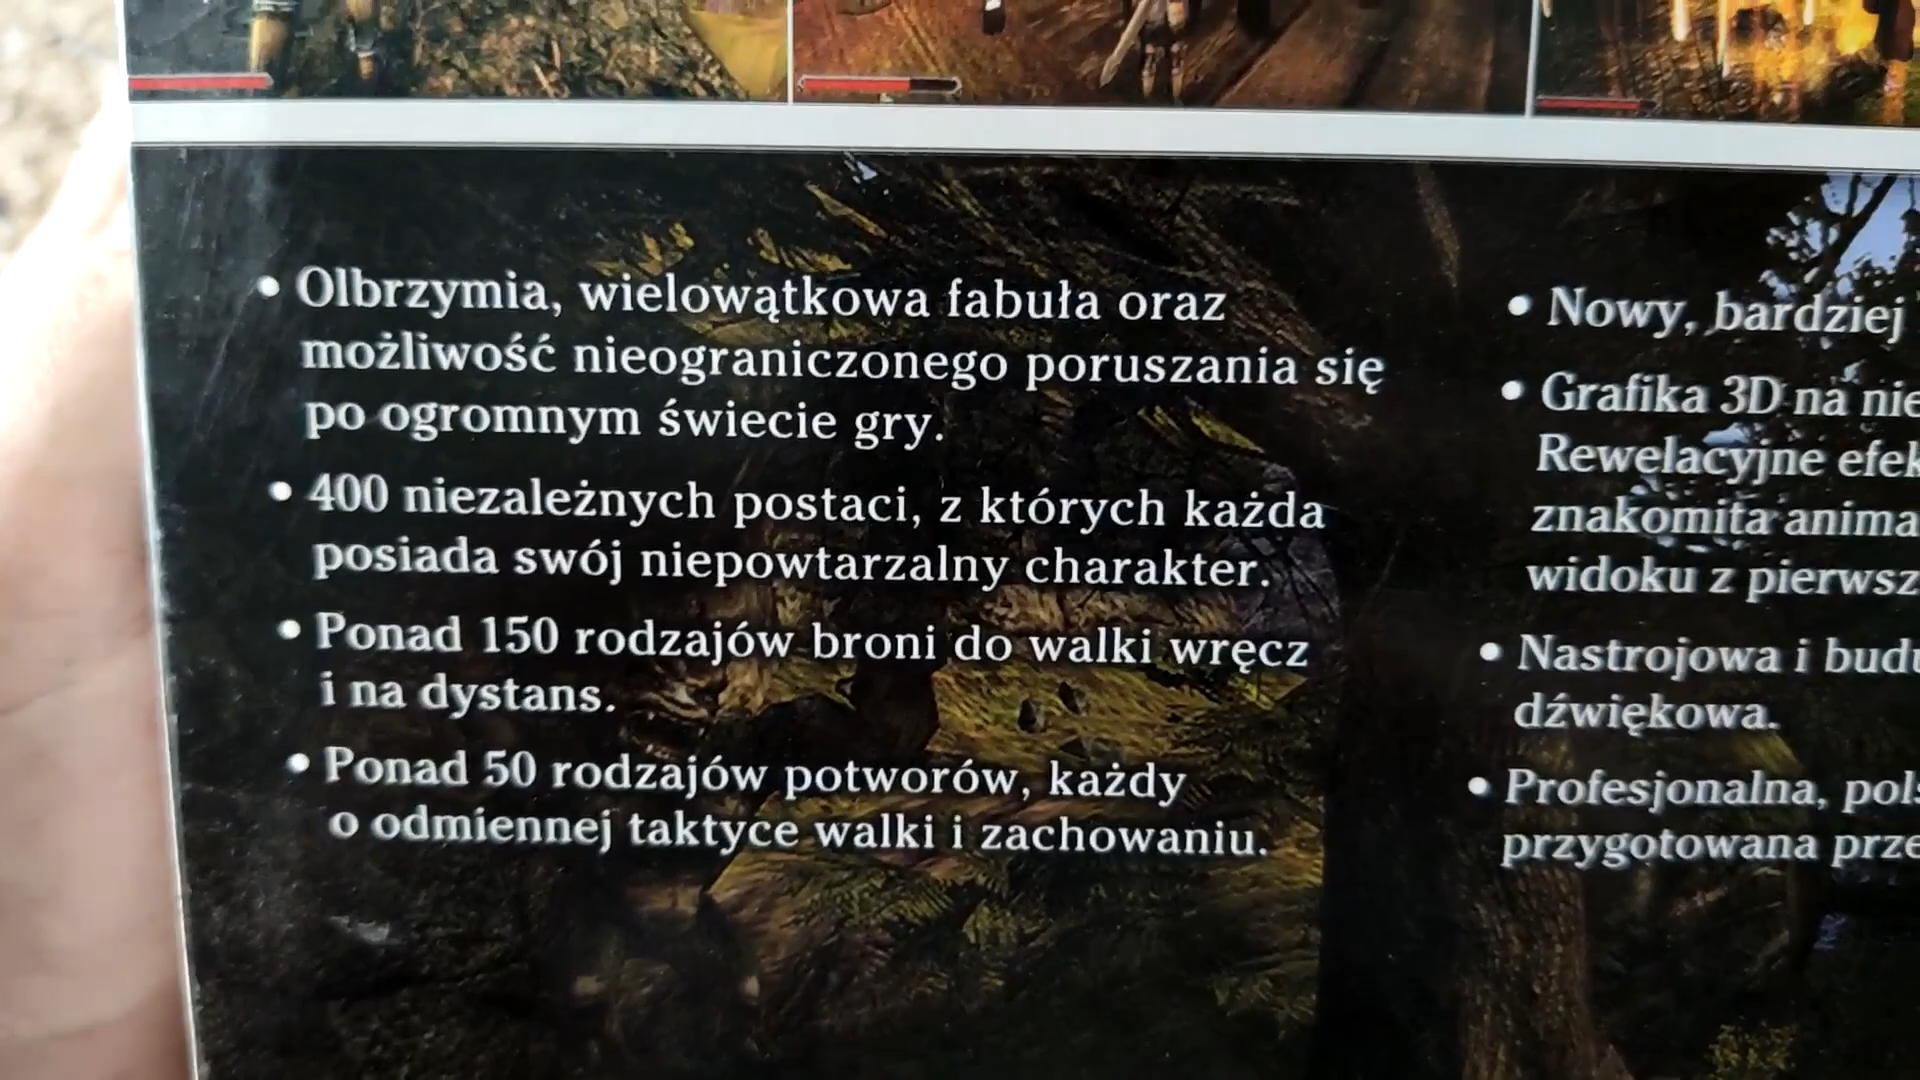 • Olbrzymia, wielowątkowa fabuła oraz
możliwość nieograniczonego poruszania się
po ogromnym świecie gry.
• 400 niezależnych postaci, z których każda
posiada swój niepowtarzalny charakter.
• Ponad 150 rodzajów broni do walki wręcz
i na dystans.
• Ponad 50 rodzajów potworów, każdy
o odmiennej taktyce walki i zachowaniu.
• Nowy, bardziej
• Grafika 3D na
Rewelacyjne
znakomita
widoku z
• Nastrojowa i
dźwiękowa.
• Profesjonalna,
przygotowana